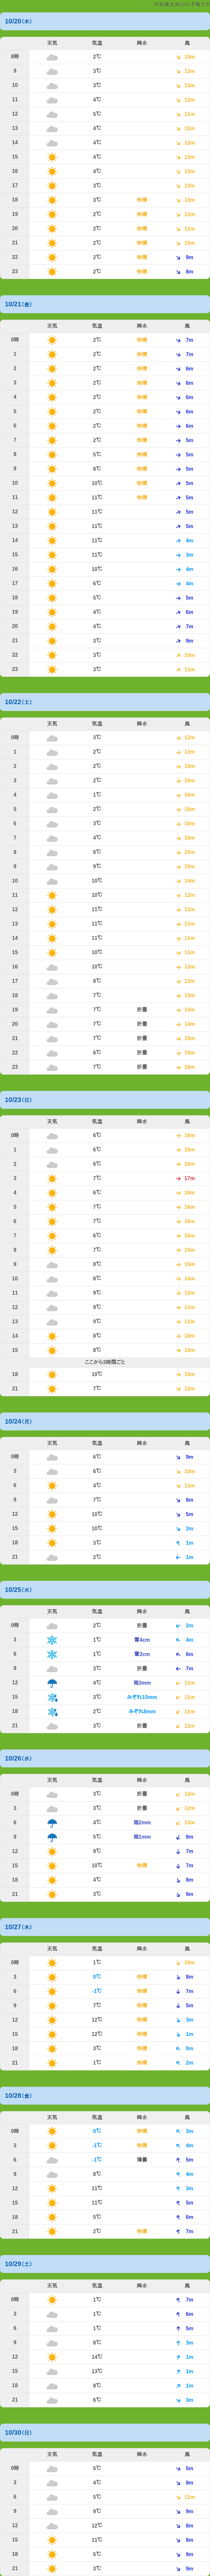 ※安達太良山の予報です
10/20(木)
天気 気温 降水 風
8時 2℃ 13m
9 3℃ 13m
10 3℃ 13m
11 4℃ 12m
12 5℃ 11m
13 4℃ 12m
14 4℃ 12m
15 4℃ 13m
16 4℃ 13m
17 3℃ 13m
18 3℃ 快晴 13m
19 2℃ 快晴 12m
20 2℃ 快晴 11m
21 2℃ 快晴 10m
22 2℃ 快晴 9m
23 2℃ 快晴 8m
10/21(金)
天気 気温 降水 風
0時 2℃ 快晴 7m
1 2℃ 快晴 7m
2 2℃ 快晴 6m
3 2℃ 快晴 6m
4 2℃ 快晴 6m
5 2℃ 快晴 6m
6 2℃ 快晴 6m
7 2℃ 快晴 5m
8 5℃ 快晴 5m
9 8℃ 快晴 5m
10 10℃ 快晴 5m
11 11℃ 快晴 5m
12 11℃ 5m
13 11℃ 5m
14 11℃ 4m
15 11℃ 3m
16 10℃ 4m
17 6℃ 4m
18 5℃ 5m
19 4℃ 6m
20 4℃ 7m
21 3℃ 9m
22 3℃ 10m
23 3℃ 11m
10/22(土)
天気 気温 降水 風
0時 3℃ 12m
1 2℃ 13m
2 2℃ 15m
3 2℃ 16m
4 1℃ 16m
5 2℃ 16m
6 3℃ 16m
7 4℃ 16m
8 6℃ 15m
9 9℃ 15m
10 10℃ 14m
11 10℃ 12m
12 11℃ 11m
13 11℃ 11m
14 11℃ 11m
15 10℃ 11m
16 10℃ 12m
17 8℃ 13m
18 7℃ 13m
19 7℃ 折曇 14m
20 7℃ 折曇 14m
21 7℃ 折曇 15m
22 6℃ 折曇 15m
23 7℃ 折曇 16m
10/23(日)
天気 気温 降水 風
0時 6℃ 16m
1 6℃ 16m
2 6℃ 16m
3 7℃ 17m
4 6℃ 16m
5 7℃ 16m
6 7℃ 16m
7 6℃ 16m
8 7℃ 15m
9 8℃ 15m
10 8℃ 14m
11 9℃ 12m
12 9℃ 11m
13 9℃ 11m
14 8℃ 10m
15 8℃ 10m
ここから3時間ごと
18 10℃ 15m
21 7℃ 12m
10/24(月)
天気 気温 降水 風
0時 6℃ 9m
3 6℃ 10m
6 4℃ 11m
9 7℃ 8m
12 10℃ 5m
15 10℃ 2m
18 3℃ 1m
21 2℃ 1m
10/25(火)
天気 気温 降水 風
0時 2℃ 折曇 2m
3 1℃ 雪4cm 4m
6 1℃ 雪2cm 6m
9 3℃ 折曇 7m
12 4℃ 雨3mm 11m
15 3℃ みぞれ10mm 11m
18 2℃ みぞれ8mm 11m
21 3℃ 折曇 11m
10/26(水)
天気 気温 降水 風
0時 3℃ 折曇 12m
3 3℃ 折曇 12m
6 4℃ 雨2mm 13m
9 5℃ 雨1mm 9m
12 9℃ 7m
15 10℃ 快晴 7m
18 4℃ 8m
21 3℃ 9m
10/27(木)
天気 気温 降水 風
0時 1℃ 10m
3 0℃ 快晴 8m
6 -1℃ 快晴 7m
9 7℃ 快晴 5m
12 12℃ 快晴 3m
15 12℃ 快晴 1m
18 3℃ 快晴 0m
21 1℃ 快晴 2m
10/28(金)
天気 気温 降水 風
0時 0℃ 快晴 3m
3 -1℃ 快晴 4m
6 -1℃ 薄曇 5m
9 8℃ 4m
12 11℃ 3m
15 11℃ 5m
18 5℃ 6m
21 2℃ 快晴 7m
10/29(土)
天気 気温 降水 風
0時 1℃ 7m
3 1℃ 6m
6 1℃ 5m
9 8℃ 3m
12 14℃ 1m
15 13℃ 1m
18 8℃ 1m
21 6℃ 3m
10/30(日)
天気 気温 降水 風
0時 5℃ 5m
3 4℃ 8m
6 5℃ 11m
9 9℃ 9m
12 12℃ 8m
15 11℃ 8m
18 5℃ 9m
21 3℃ 9m